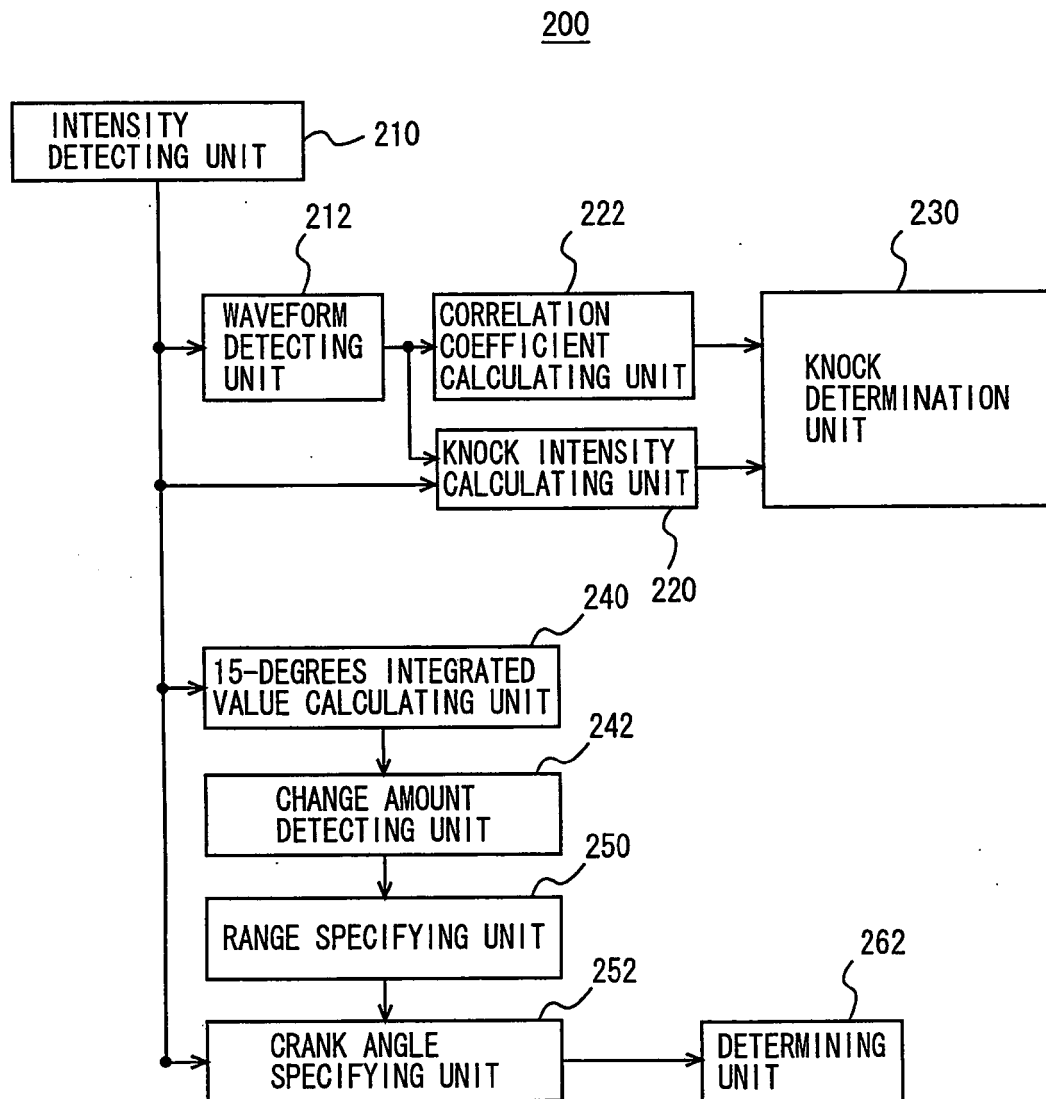 200
INTENSITY
DETECTING UNIT
210
212
222
230
WAVEFORM
DETECTING
UNIT
CORRELATION
COEFFICIENT
CALCULATING UNIT
KNOCK
DETERMINATION
UNIT
KNOCK INTENSITY
CALCULATING UNIT
220
240
15-DEGREES INTEGRATED
VALUE CALCULATING UNIT
242
CHANGE AMOUNT
DETECTING UNIT
250
RANGE SPECIFYING UNIT
252
262
CRANK ANGLE
SPECIFYING UNIT
DETERMINING
UNIT